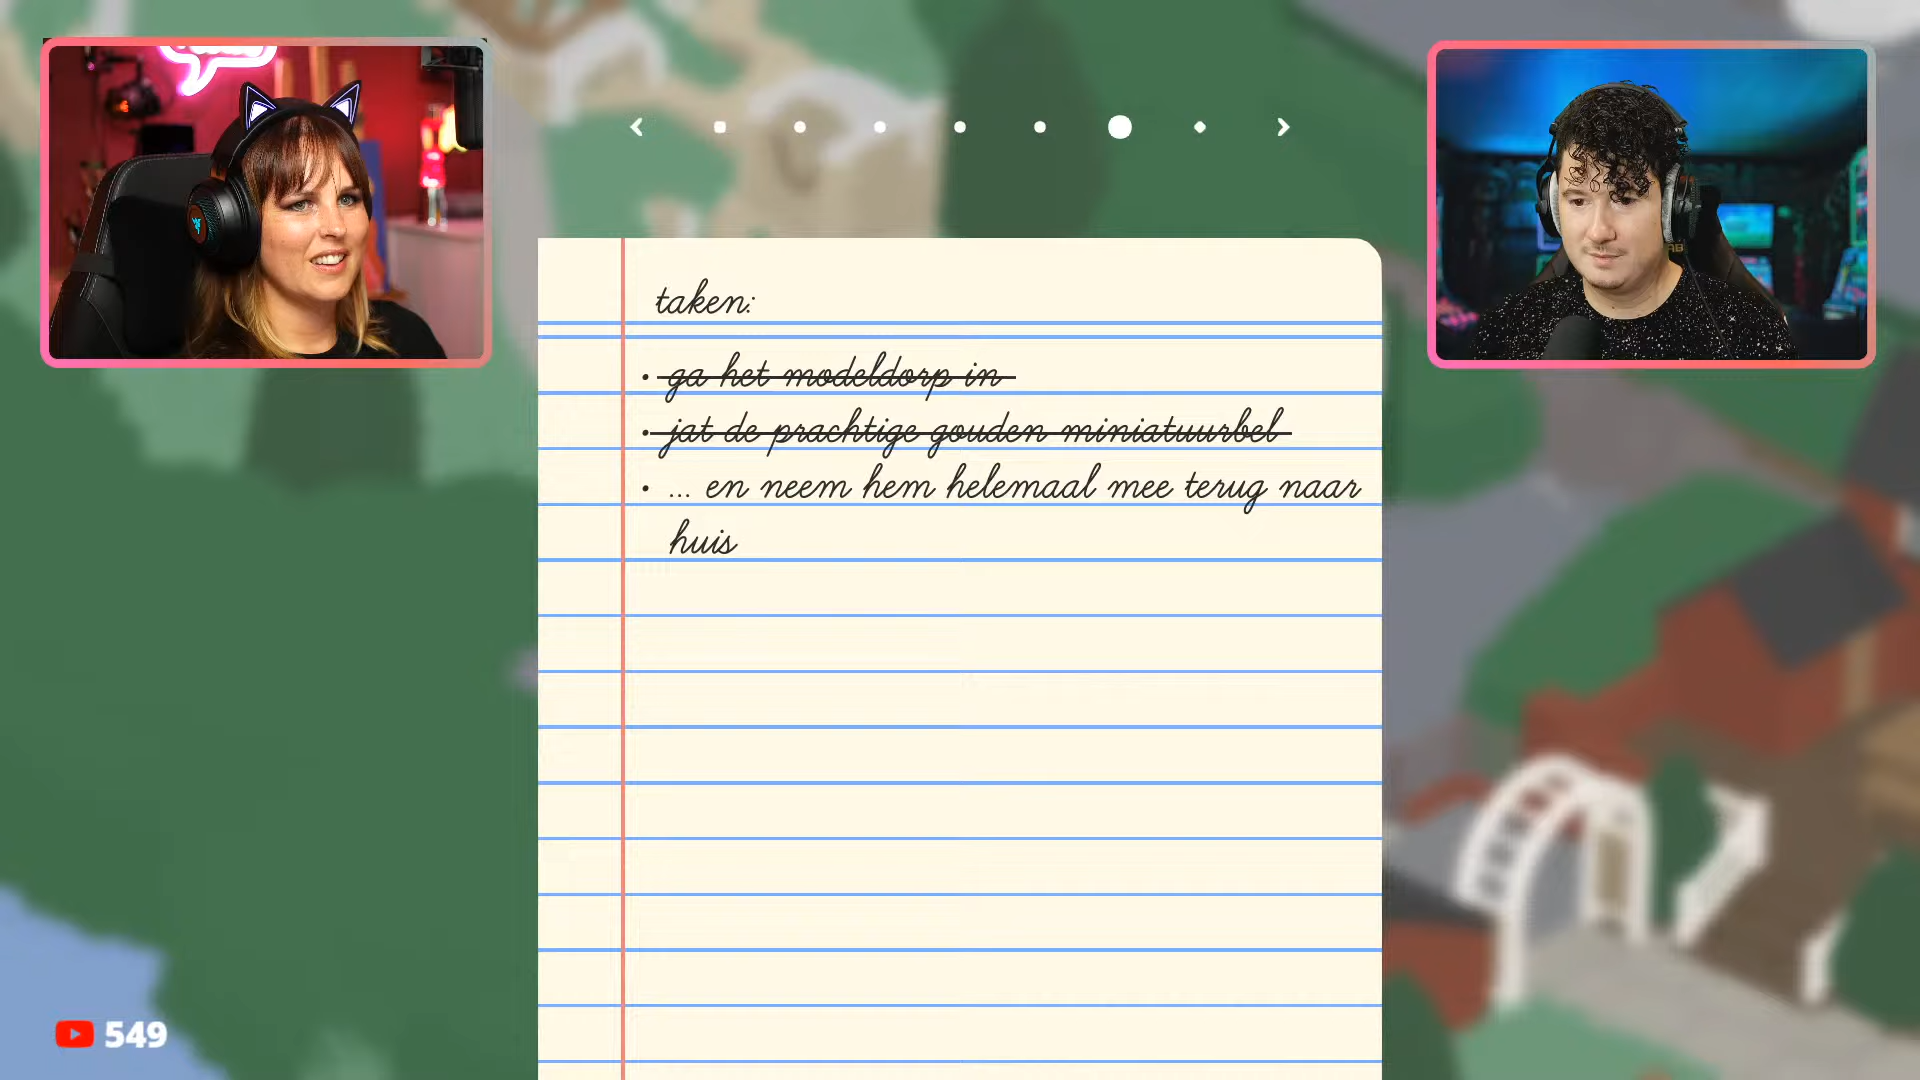 taken:
• ga het modeldorp in
• jat de prachtige gouden miniatuurbel
• ... en neem hem helemaal mee terug naar
huis
549